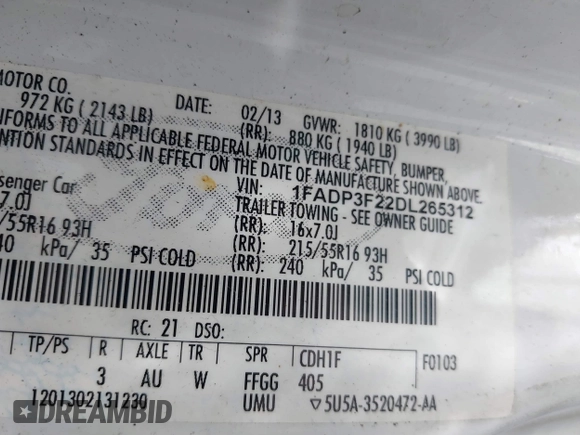 MOTOR CO.
DATE: 02/13 GVWR: 1810 KG ( 3990 LB)
972 KG ( 2143 LB) (RR): 880 KG ( 1940 LB)
IFORMS TO ALL APPLICABLE FEDERAL MOTOR VEHICLE SAFETY, BUMPER,
ENTION STANDARDS IN EFFECT ON THE DATE OF MANUFACTURE SHOWN ABOVE.
VIN: 1FADP3F22DL265312
senger Car TRAILER TOWING - SEE OWNER GUIDE
7.0J (RR): 16x7.0J
/55R16 93H (RR): 215/55R16 93H
40 kPa/ 35 PSI COLD (RR): 240 kPa/ 35 PSI COLD
RC: 21 DSO:
TP/PS R AXLE TR SPR CDH1F F0103
3 AU W FFGG 405
1201302131230 UMU 5U5A-3520472-AA
DREAMBID